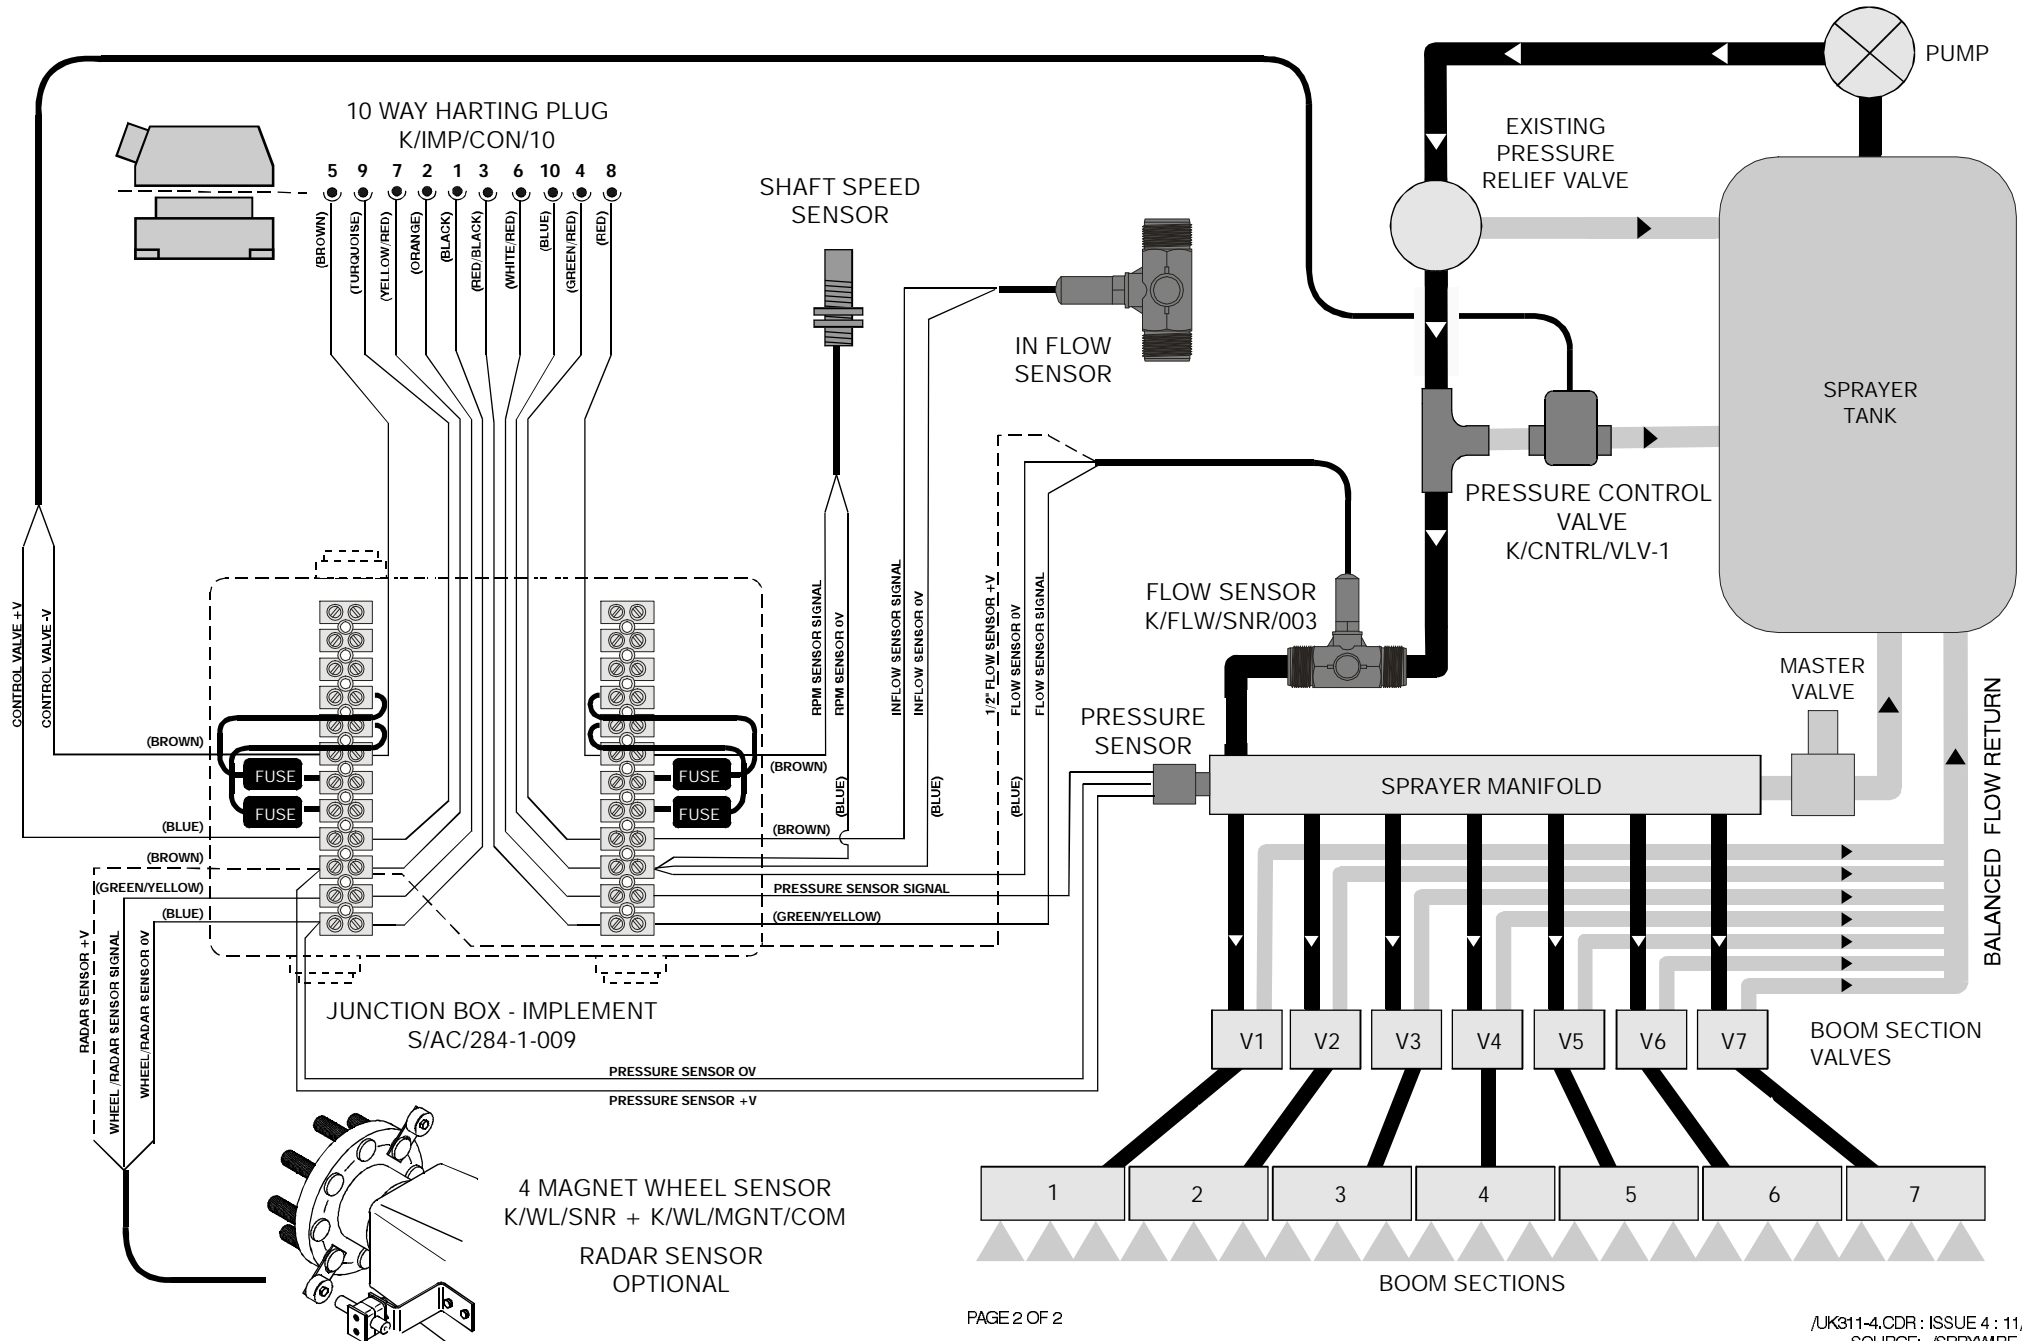 PUMP
10 WAY HARTING PLUG
K/IMP/CON/10
5 9 7 2 1 3 6 10 4 8
(BROWN)
(TURQUOISE)
(YELLOW/RED)
(ORANGE)
(BLACK)
(RED/BLACK)
(WHITE/RED)
(BLUE)
(GREEN/RED)
(RED)
SHAFT SPEED
SENSOR
EXISTING
PRESSURE
RELIEF VALVE
IN FLOW
SENSOR
SPRAYER
TANK
PRESSURE CONTROL
VALVE
K/CNTRL/VLV-1
FLOW SENSOR
K/FLW/SNR/003
CONTROL VALVE +V
CONTROL VALVE -V
RPM SENSOR SIGNAL
RPM SENSOR 0V
INFLOW SENSOR SIGNAL
INFLOW SENSOR 0V
1/2" FLOW SENSOR +V
FLOW SENSOR 0V
FLOW SENSOR SIGNAL
MASTER
VALVE
PRESSURE
SENSOR
BALANCED FLOW RETURN
(BROWN)
FUSE
FUSE
FUSE
FUSE
(BROWN)
(BLUE)
(BLUE)
(BLUE)
SPRAYER MANIFOLD
(BLUE)
(BROWN)
(BROWN)
(GREEN/YELLOW)
PRESSURE SENSOR SIGNAL
(BLUE)
(GREEN/YELLOW)
RADAR SENSOR +V
WHEEL /RADAR SENSOR SIGNAL
WHEEL/RADAR SENSOR 0V
JUNCTION BOX - IMPLEMENT
S/AC/284-1-009
V1 V2 V3 V4 V5 V6 V7
BOOM SECTION
VALVES
PRESSURE SENSOR OV
PRESSURE SENSOR +V
4 MAGNET WHEEL SENSOR
K/WL/SNR + K/WL/MGNT/COM
RADAR SENSOR
OPTIONAL
1 2 3 4 5 6 7
BOOM SECTIONS
PAGE 2 OF 2
/UK311-4.CDR : ISSUE 4 : 11/